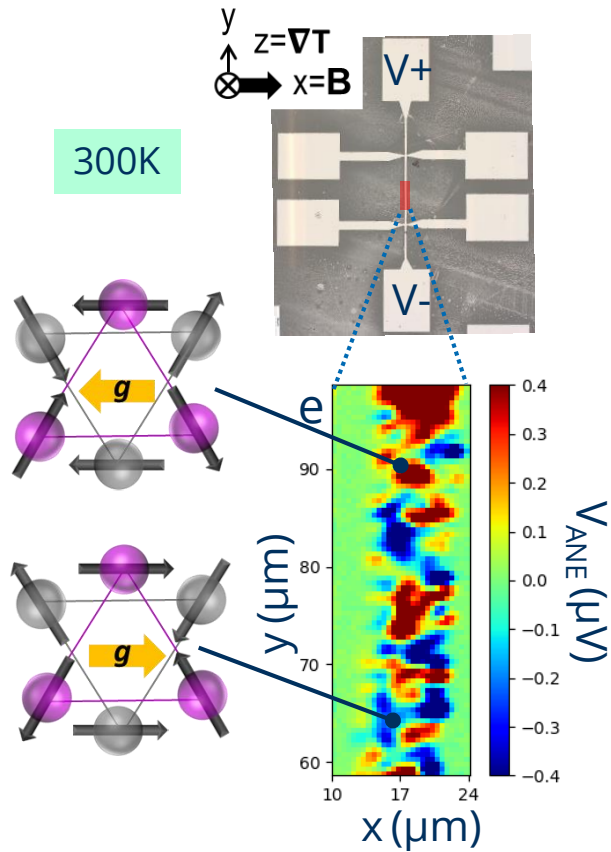 y
z=∇T
x=B
300K
V+
V-
g
g
e
90
80
70
60
y (µm)
10
17
24
x (µm)
0.4
0.3
0.2
0.1
0.0
−0.1
−0.2
−0.3
−0.4
V_ANE (µV)